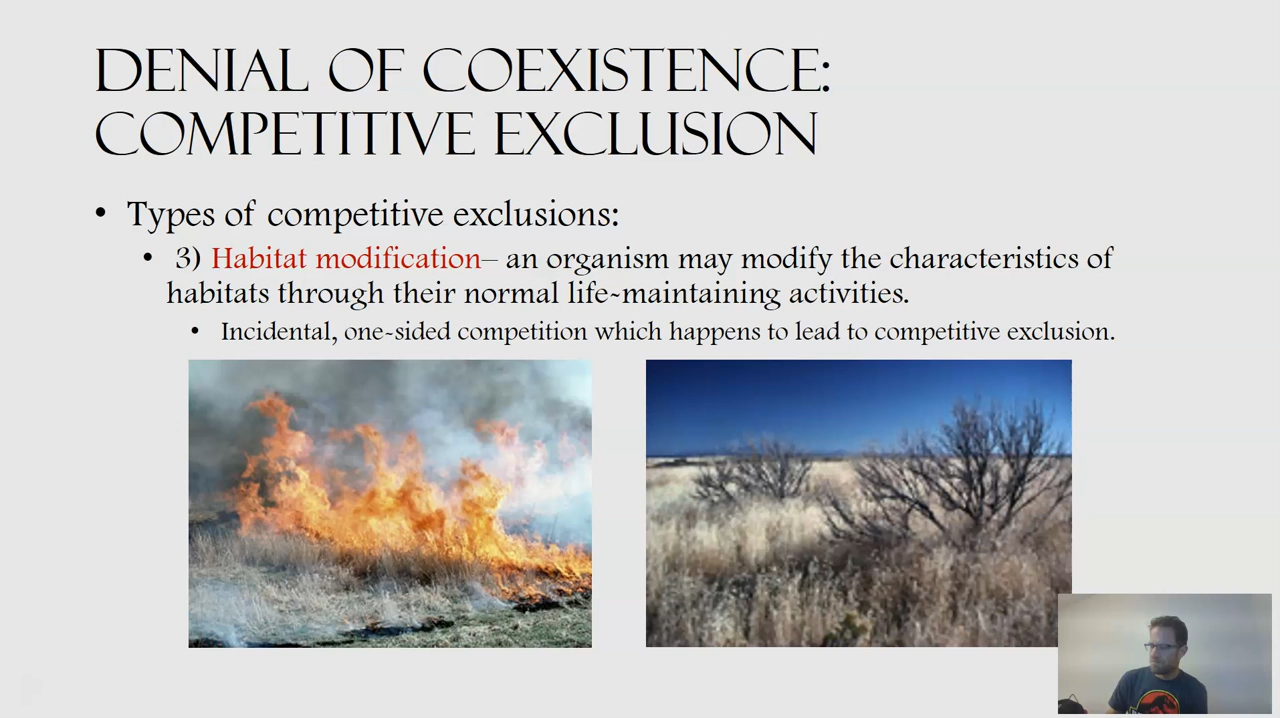 DENIAL OF COEXISTENCE:
COMPETITIVE EXCLUSION
• Types of competitive exclusions:
• 3) Habitat modification– an organism may modify the characteristics of
habitats through their normal life-maintaining activities.
• Incidental, one-sided competition which happens to lead to competitive exclusion.